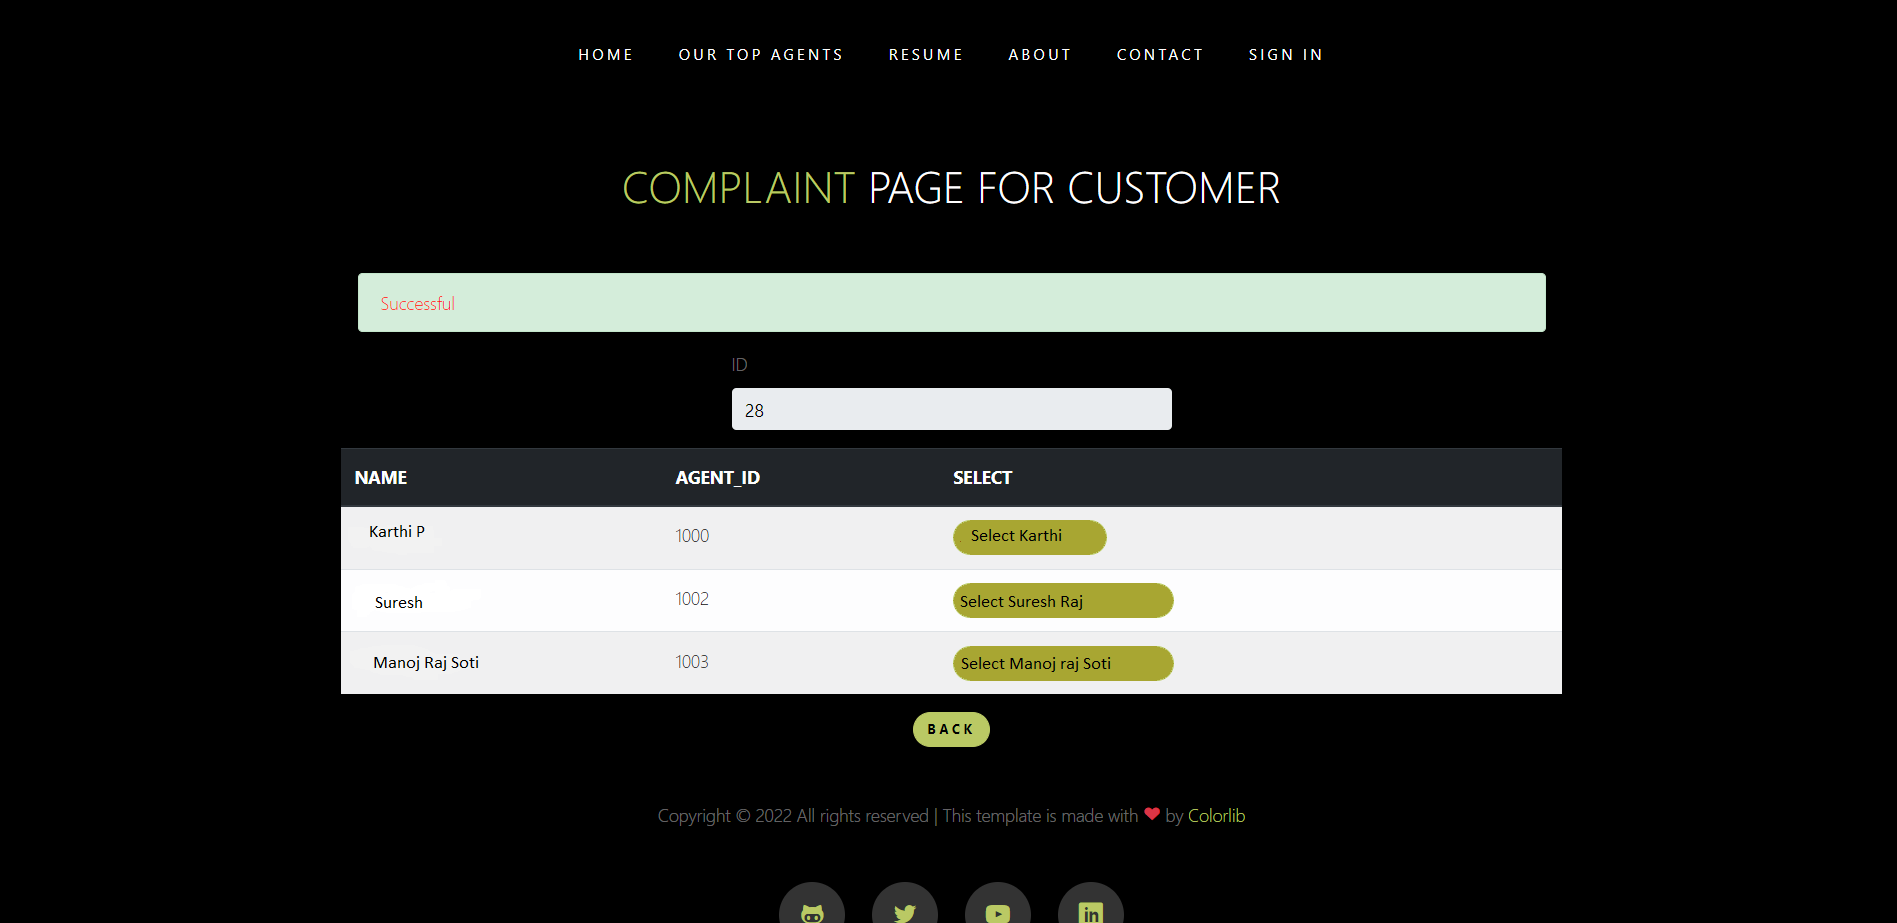 HOME OUR TOP AGENTS RESUME ABOUT CONTACT SIGN IN
COMPLAINT PAGE FOR CUSTOMER
Successful
ID
28
NAME AGENT_ID SELECT
Karthi P 1000 Select Karthi
Suresh 1002 Select Suresh Raj
Manoj Raj Soti 1003 Select Manoj raj Soti
BACK
Copyright © 2022 All rights reserved | This template is made with ❤ by Colorlib